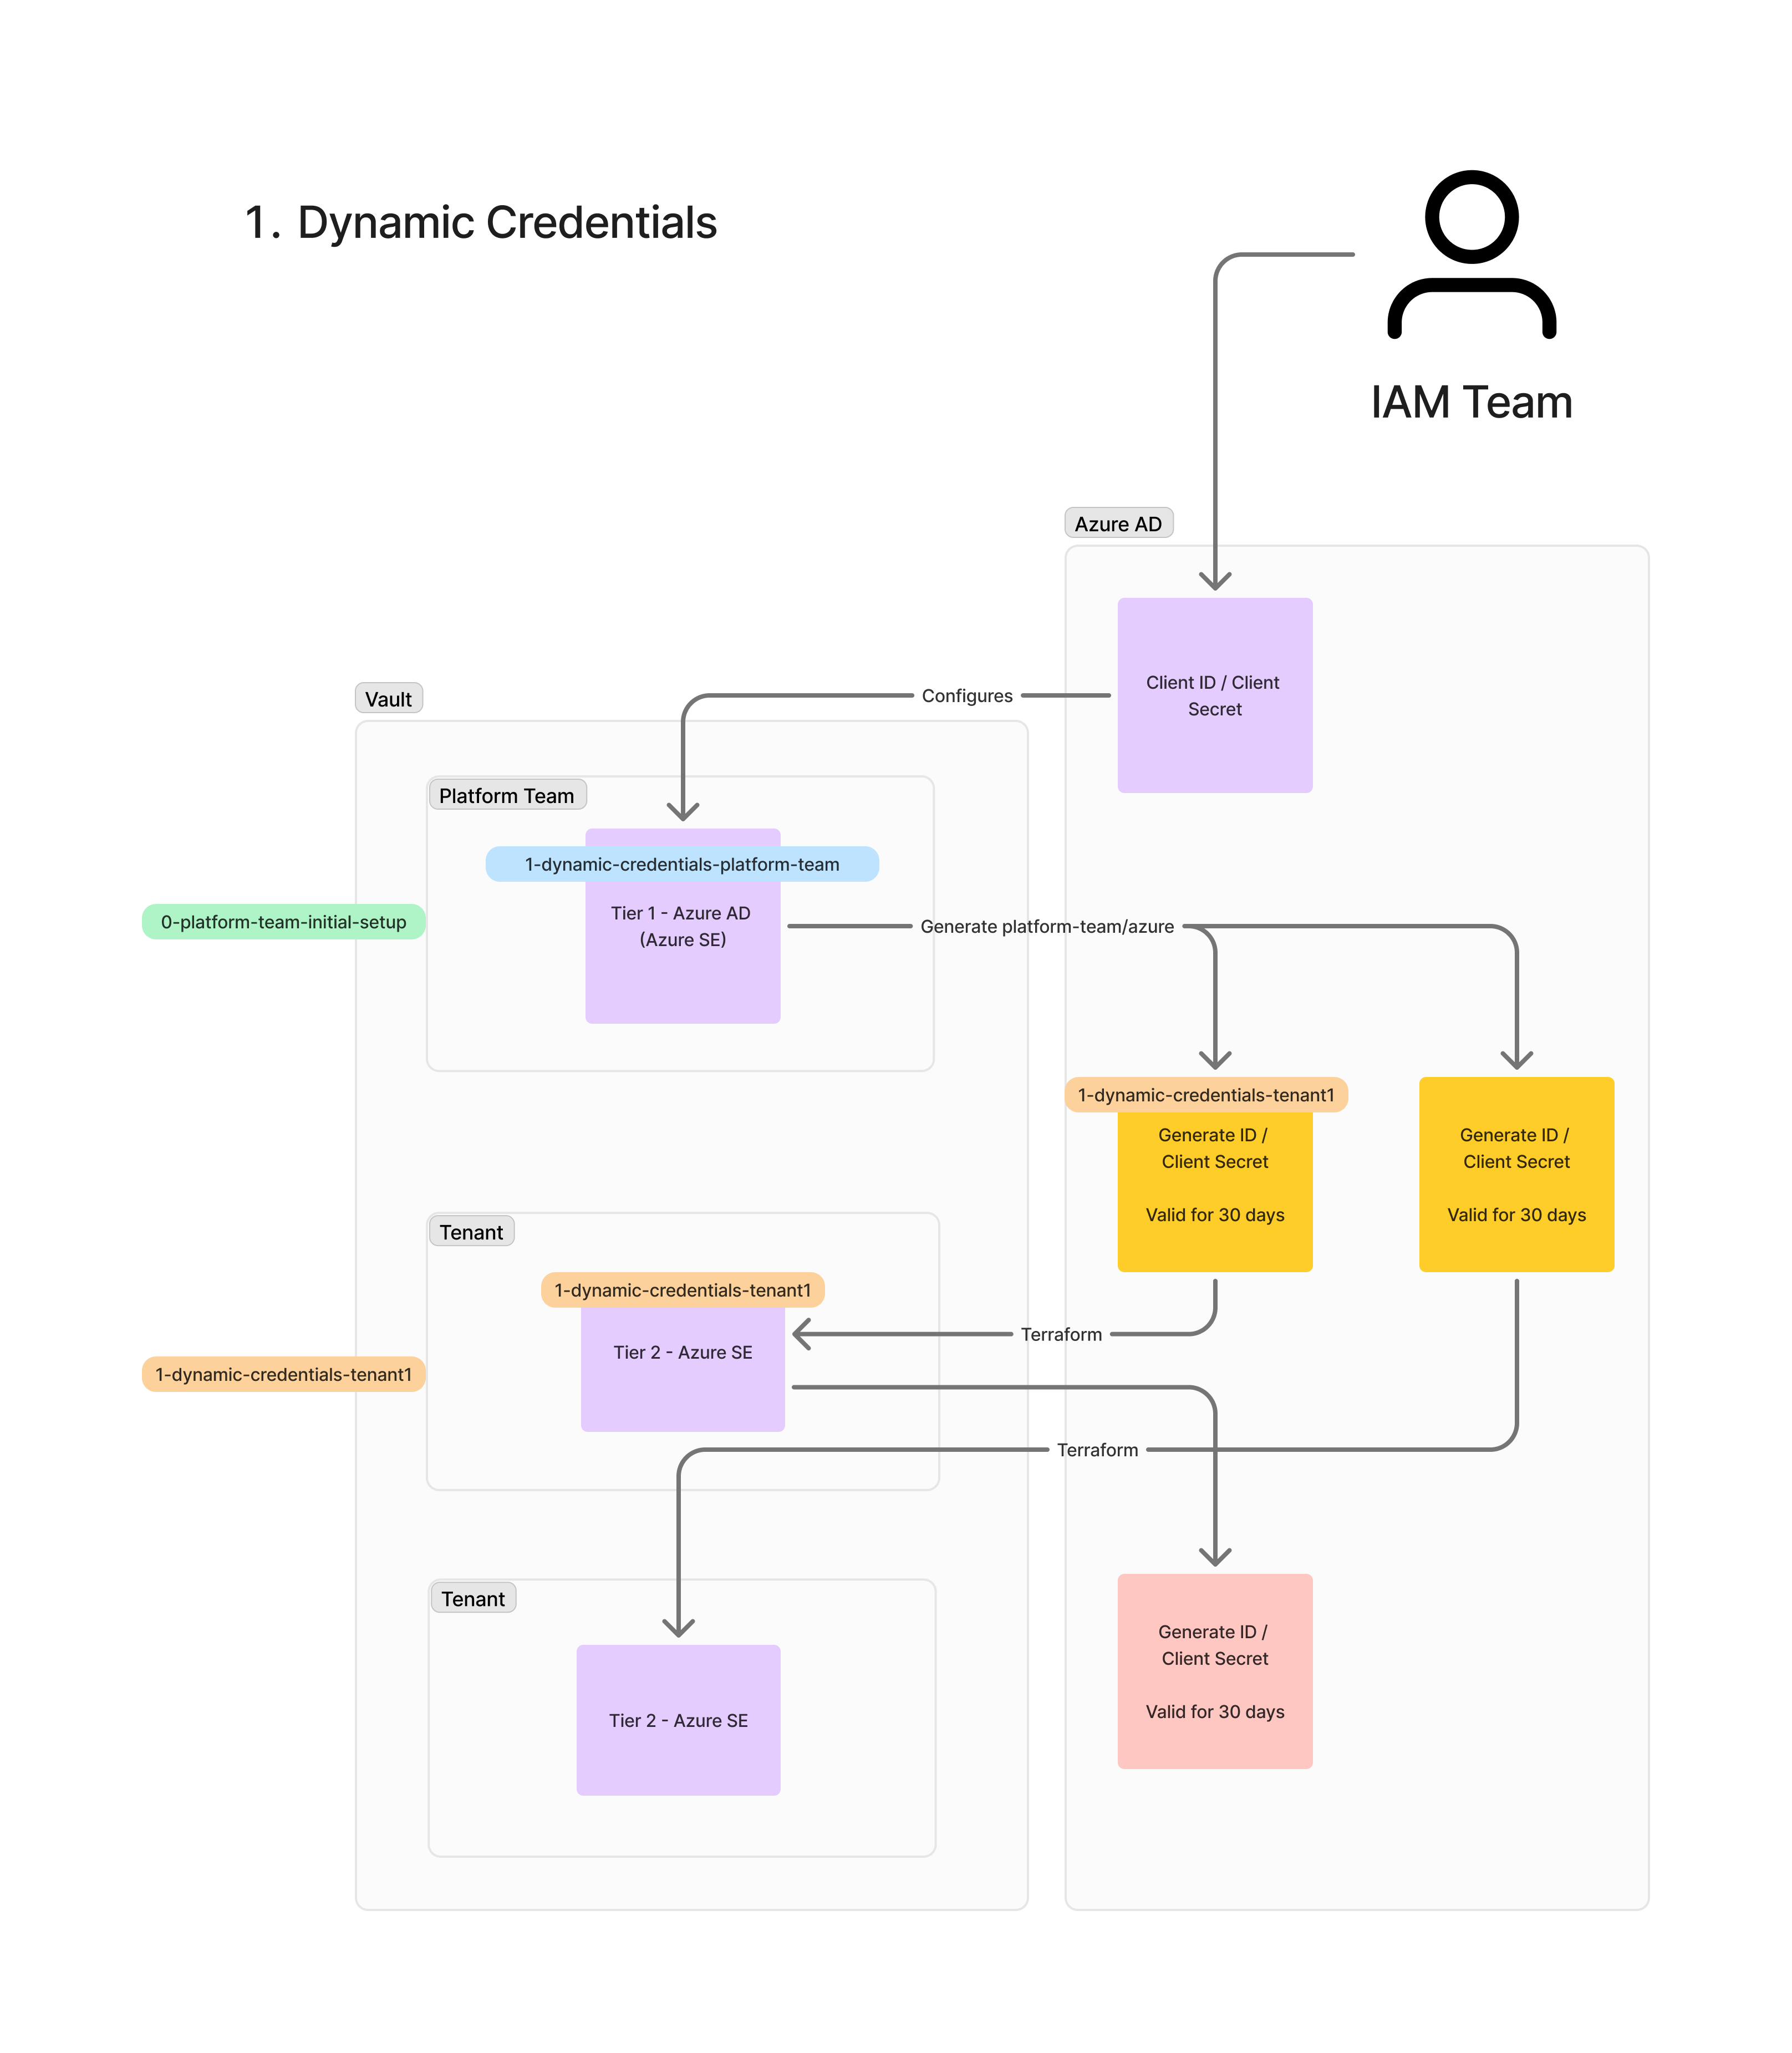 1. Dynamic Credentials
IAM Team
Azure AD
Client ID / Client
Secret
Configures
Vault
Platform Team
1-dynamic-credentials-platform-team
0-platform-team-initial-setup
Tier 1 - Azure AD
(Azure SE)
Generate platform-team/azure
1-dynamic-credentials-tenant1
Generate ID /
Client Secret
Valid for 30 days
Generate ID /
Client Secret
Valid for 30 days
Tenant
1-dynamic-credentials-tenant1
Terraform
Tier 2 - Azure SE
1-dynamic-credentials-tenant1
Terraform
Tenant
Tier 2 - Azure SE
Generate ID /
Client Secret
Valid for 30 days